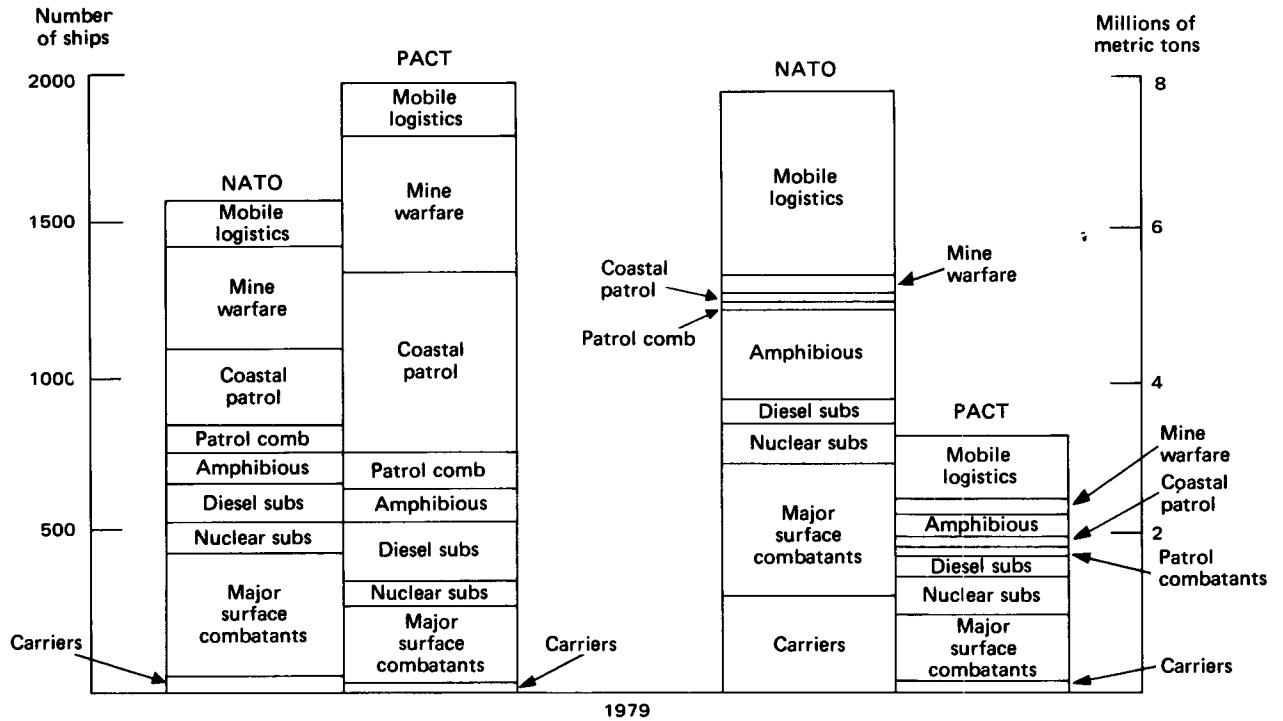 Number
of ships
2000
1500
1000
500
NATO
Mobile
logistics
Mine
warfare
Coastal
patrol
Patrol comb
Amphibious
Diesel subs
Nuclear subs
Major
surface
combatants
Carriers
PACT
Mobile
logistics
Mine
warfare
Coastal
patrol
Patrol comb
Amphibious
Diesel subs
Nuclear subs
Major
surface
combatants
Carriers
NATO
Mobile
logistics
Mine
warfare
Coastal
patrol
Patrol comb
Amphibious
Diesel subs
Nuclear subs
Major
surface
combatants
Carriers
PACT
Mobile
logistics
Mine
warfare
Amphibious
Coastal
patrol
Patrol
combatants
Diesel subs
Nuclear subs
Major
surface
combatants
Carriers
Millions of
metric tons
8
6
4
2
1979